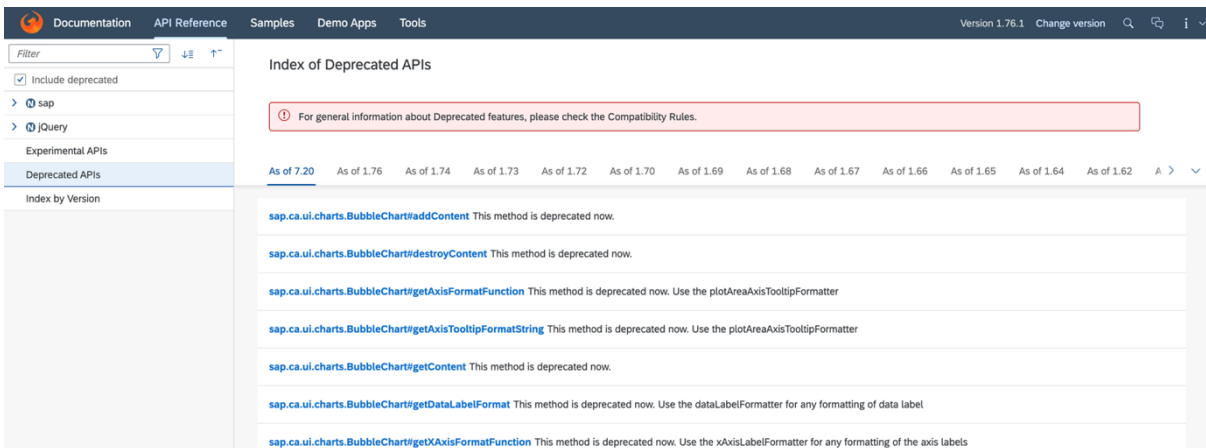 Documentation API Reference Samples Demo Apps Tools Version 1.76.1 Change version
Filter
Include deprecated
sap
jQuery
Experimental APIs
Deprecated APIs
Index by Version
Index of Deprecated APIs
For general information about Deprecated features, please check the Compatibility Rules.
As of 7.20 As of 1.76 As of 1.74 As of 1.73 As of 1.72 As of 1.70 As of 1.69 As of 1.68 As of 1.67 As of 1.66 As of 1.65 As of 1.64 As of 1.62 A
sap.ca.ui.charts.BubbleChart#addContent This method is deprecated now.
sap.ca.ui.charts.BubbleChart#destroyContent This method is deprecated now.
sap.ca.ui.charts.BubbleChart#getAxisFormatFunction This method is deprecated now. Use the plotAreaAxisTooltipFormatter
sap.ca.ui.charts.BubbleChart#getAxisTooltipFormatString This method is deprecated now. Use the plotAreaAxisTooltipFormatter
sap.ca.ui.charts.BubbleChart#getContent This method is deprecated now.
sap.ca.ui.charts.BubbleChart#getDataLabelFormat This method is deprecated now. Use the dataLabelFormatter for any formatting of data label
sap.ca.ui.charts.BubbleChart#getXAxisFormatFunction This method is deprecated now. Use the xAxisLabelFormatter for any formatting of the axis labels